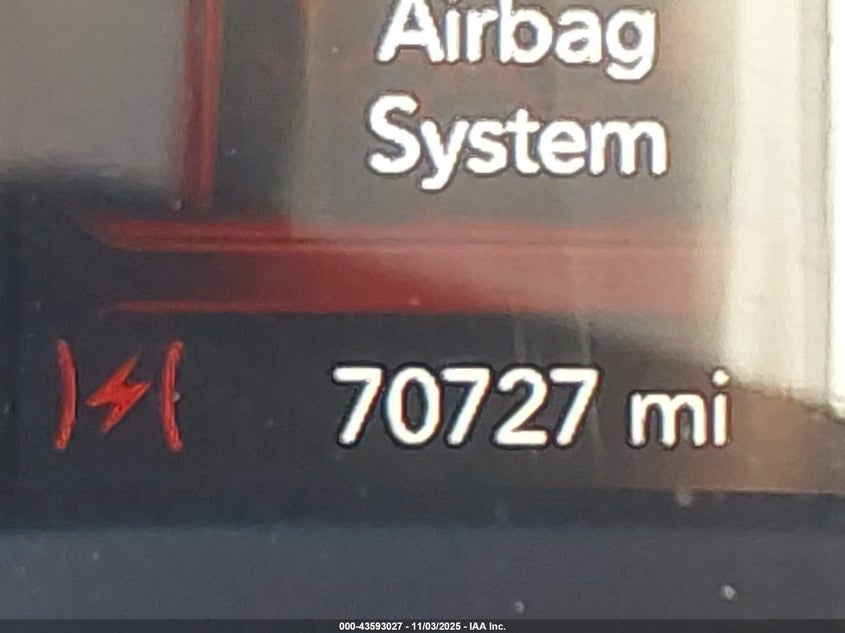 Airbag
System
70727 mi
000-43593027 - 11/03/2025 - IAA Inc.